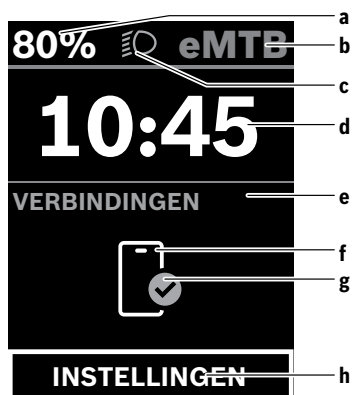 80% eMTB
10:45
VERBINDINGEN
INSTELLINGEN
a
b
c
d
e
f
g
h